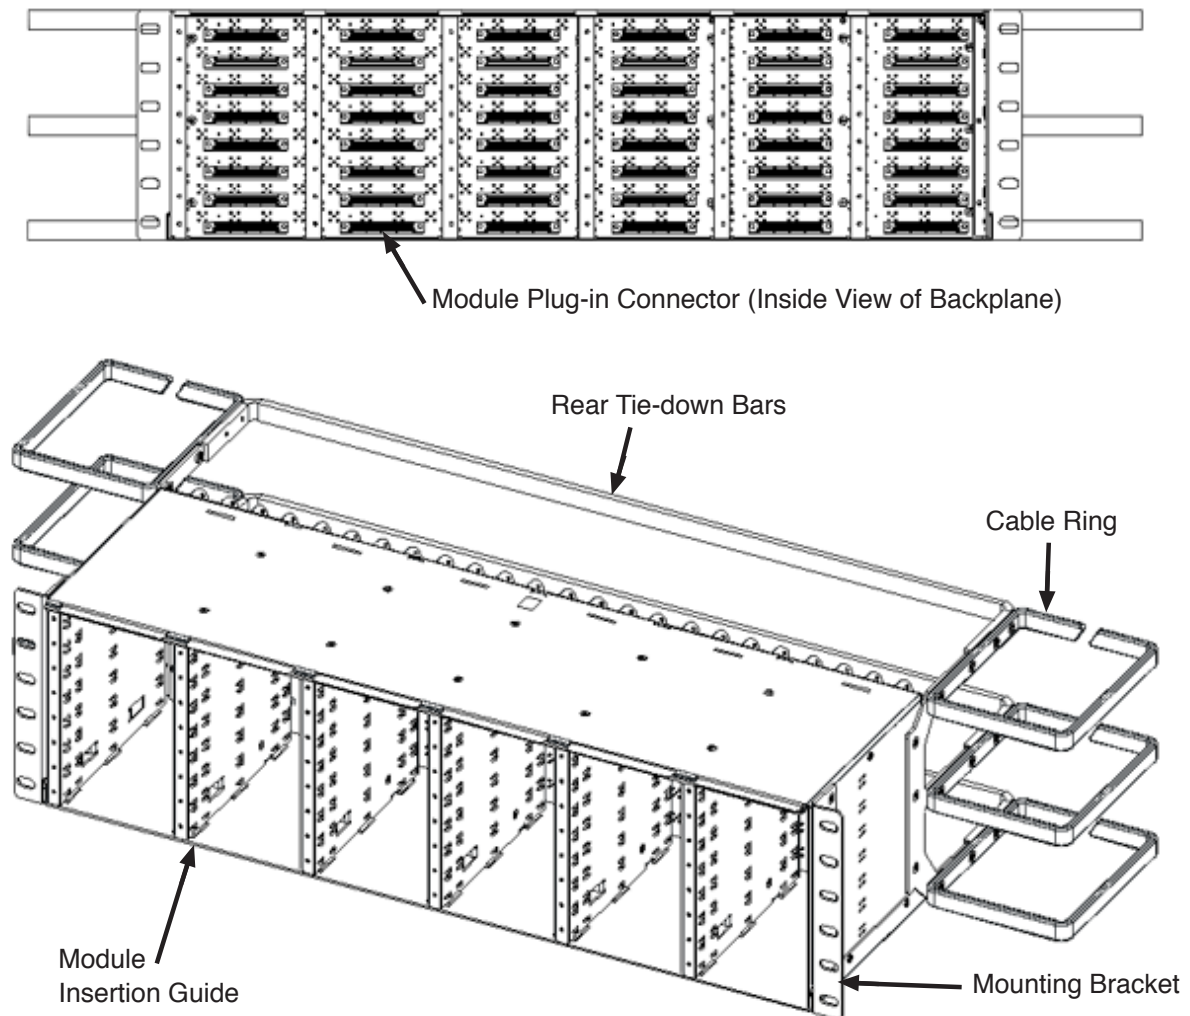 Module Plug-in Connector (Inside View of Backplane)
Rear Tie-down Bars
Cable Ring
Module
Insertion Guide
Mounting Bracket